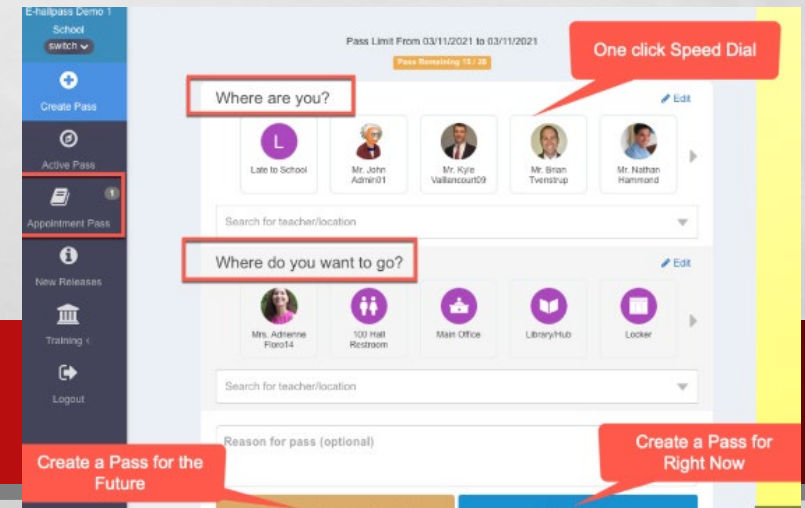 E-hallpass Demo 1
School
switch
Create Pass
Active Pass
1
Appointment Pass
New Releases
Training <
Logout
Pass Limit From 03/11/2021 to 03/11/2021
Pass Remaining 15 / 20
One click Speed Dial
Where are you?
Edit
L
Late to School
Mr. John
Admin01
Mr. Kyle
Vaillancourt09
Mr. Brian
Tvenstrup
Mr. Nathan
Hammond
Search for teacher/location
Where do you want to go?
Edit
Mrs. Adrienne
Floro14
100 Hall
Restroom
Main Office
Library/Hub
Locker
Search for teacher/location
Reason for pass (optional)
Create a Pass for the
Future
Create a Pass for
Right Now